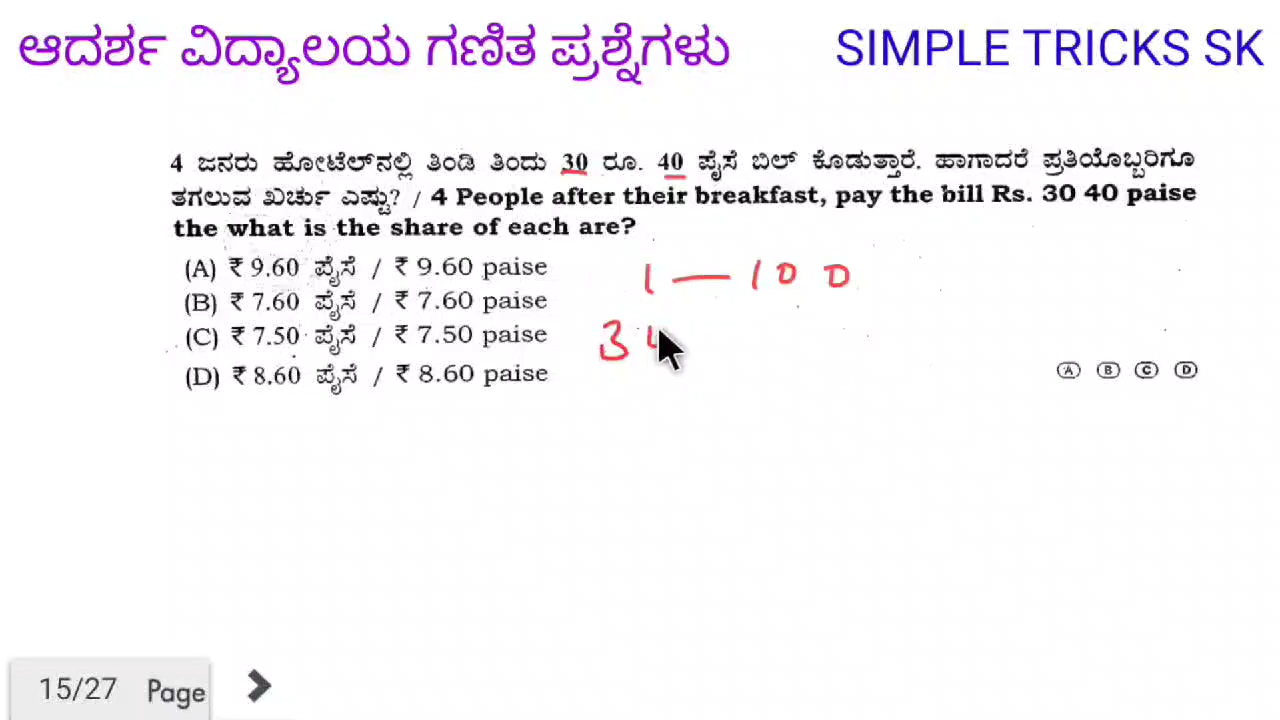 ಆದರ್ಶ ವಿದ್ಯಾಲಯ ಗಣಿತ ಪ್ರಶ್ನೆಗಳು SIMPLE TRICKS SK
4 ಜನರು ಹೋಟೆಲ್‌ನಲ್ಲಿ ತಿಂಡಿ ತಿಂದು 30 ರೂ. 40 ಪೈಸೆ ಬಿಲ್ ಕೊಡುತ್ತಾರೆ. ಹಾಗಾದರೆ ಪ್ರತಿಯೊಬ್ಬರಿಗೂ
ತಗಲುವ ಖರ್ಚು ಎಷ್ಟು? / 4 People after their breakfast, pay the bill Rs. 30 40 paise
the what is the share of each are?
(A) ₹ 9.60 ಪೈಸೆ / ₹ 9.60 paise
(B) ₹ 7.60 ಪೈಸೆ / ₹ 7.60 paise
(C) ₹ 7.50 ಪೈಸೆ / ₹ 7.50 paise
(D) ₹ 8.60 ಪೈಸೆ / ₹ 8.60 paise
1 — 100
3
A B C D
15/27 Page